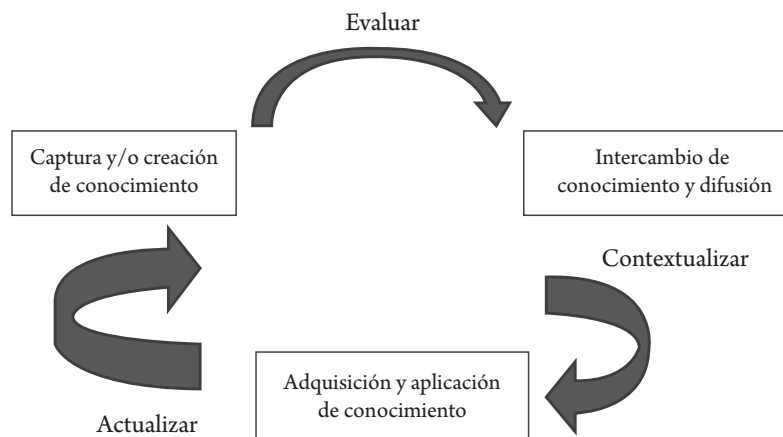 Evaluar
Captura y/o creación
de conocimiento
Intercambio de
conocimiento y difusión
Contextualizar
Adquisición y aplicación
de conocimiento
Actualizar